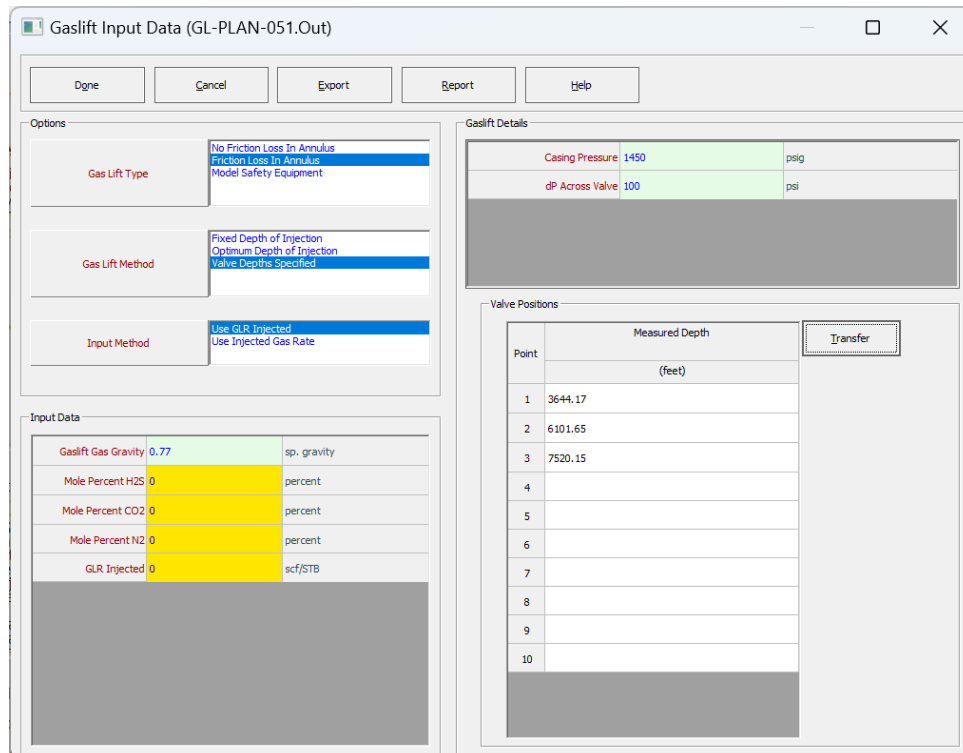 Gaslift Input Data (GL-PLAN-051.Out)
Done Cancel Export Report Help
Options
Gas Lift Type
No Friction Loss In Annulus
Friction Loss In Annulus
Model Safety Equipment
Gas Lift Method
Fixed Depth of Injection
Optimum Depth of Injection
Valve Depths Specified
Input Method
Use GLR Injected
Use Injected Gas Rate
Input Data
Gaslift Gas Gravity 0.77 sp. gravity
Mole Percent H2S 0 percent
Mole Percent CO2 0 percent
Mole Percent N2 0 percent
GLR Injected 0 scf/STB
Gaslift Details
Casing Pressure 1450 psig
dP Across Valve 100 psi
Valve Positions
Point Measured Depth
(feet)
1 3644.17
2 6101.65
3 7520.15
4
5
6
7
8
9
10
Transfer